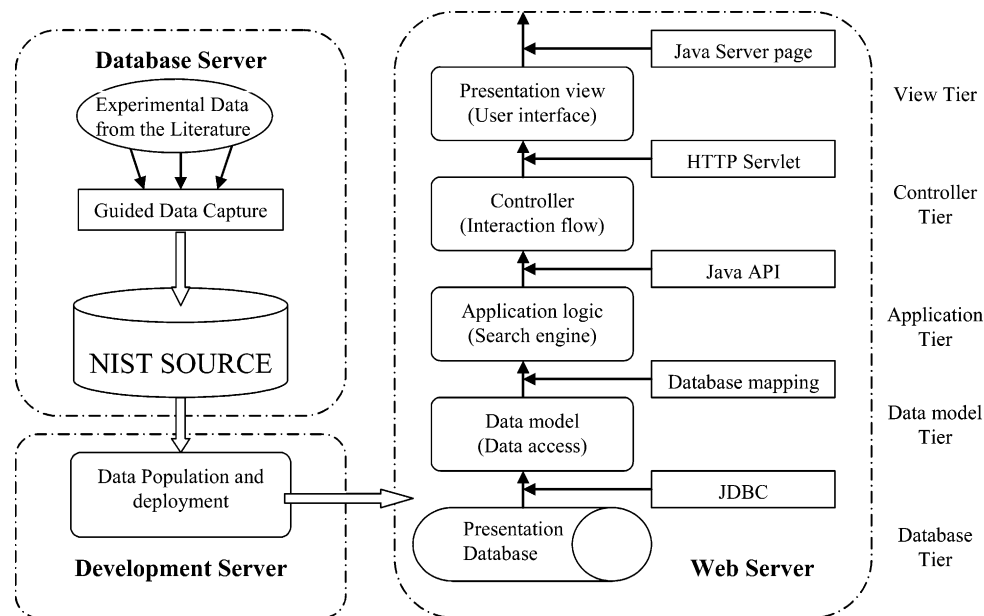 Database Server
Experimental Data
from the Literature
Guided Data Capture
NIST SOURCE
Data Population and
deployment
Development Server
Java Server page
Presentation view
(User interface)
View Tier
HTTP Servlet
Controller
(Interaction flow)
Controller
Tier
Java API
Application logic
(Search engine)
Application
Tier
Database mapping
Data model
(Data access)
Data model
Tier
JDBC
Presentation
Database
Database
Tier
Web Server